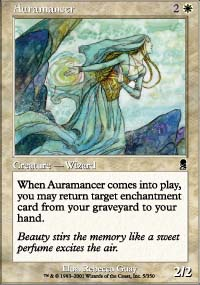 Auramancer 2
Creature — Wizard
When Auramancer comes into play,
you may return target enchantment
card from your graveyard to your
hand.
Beauty stirs the memory like a sweet
perfume excites the air.
Illus. Rebecca Guay
2/2
™ & © 1993-2001 Wizards of the Coast, Inc. 5/350